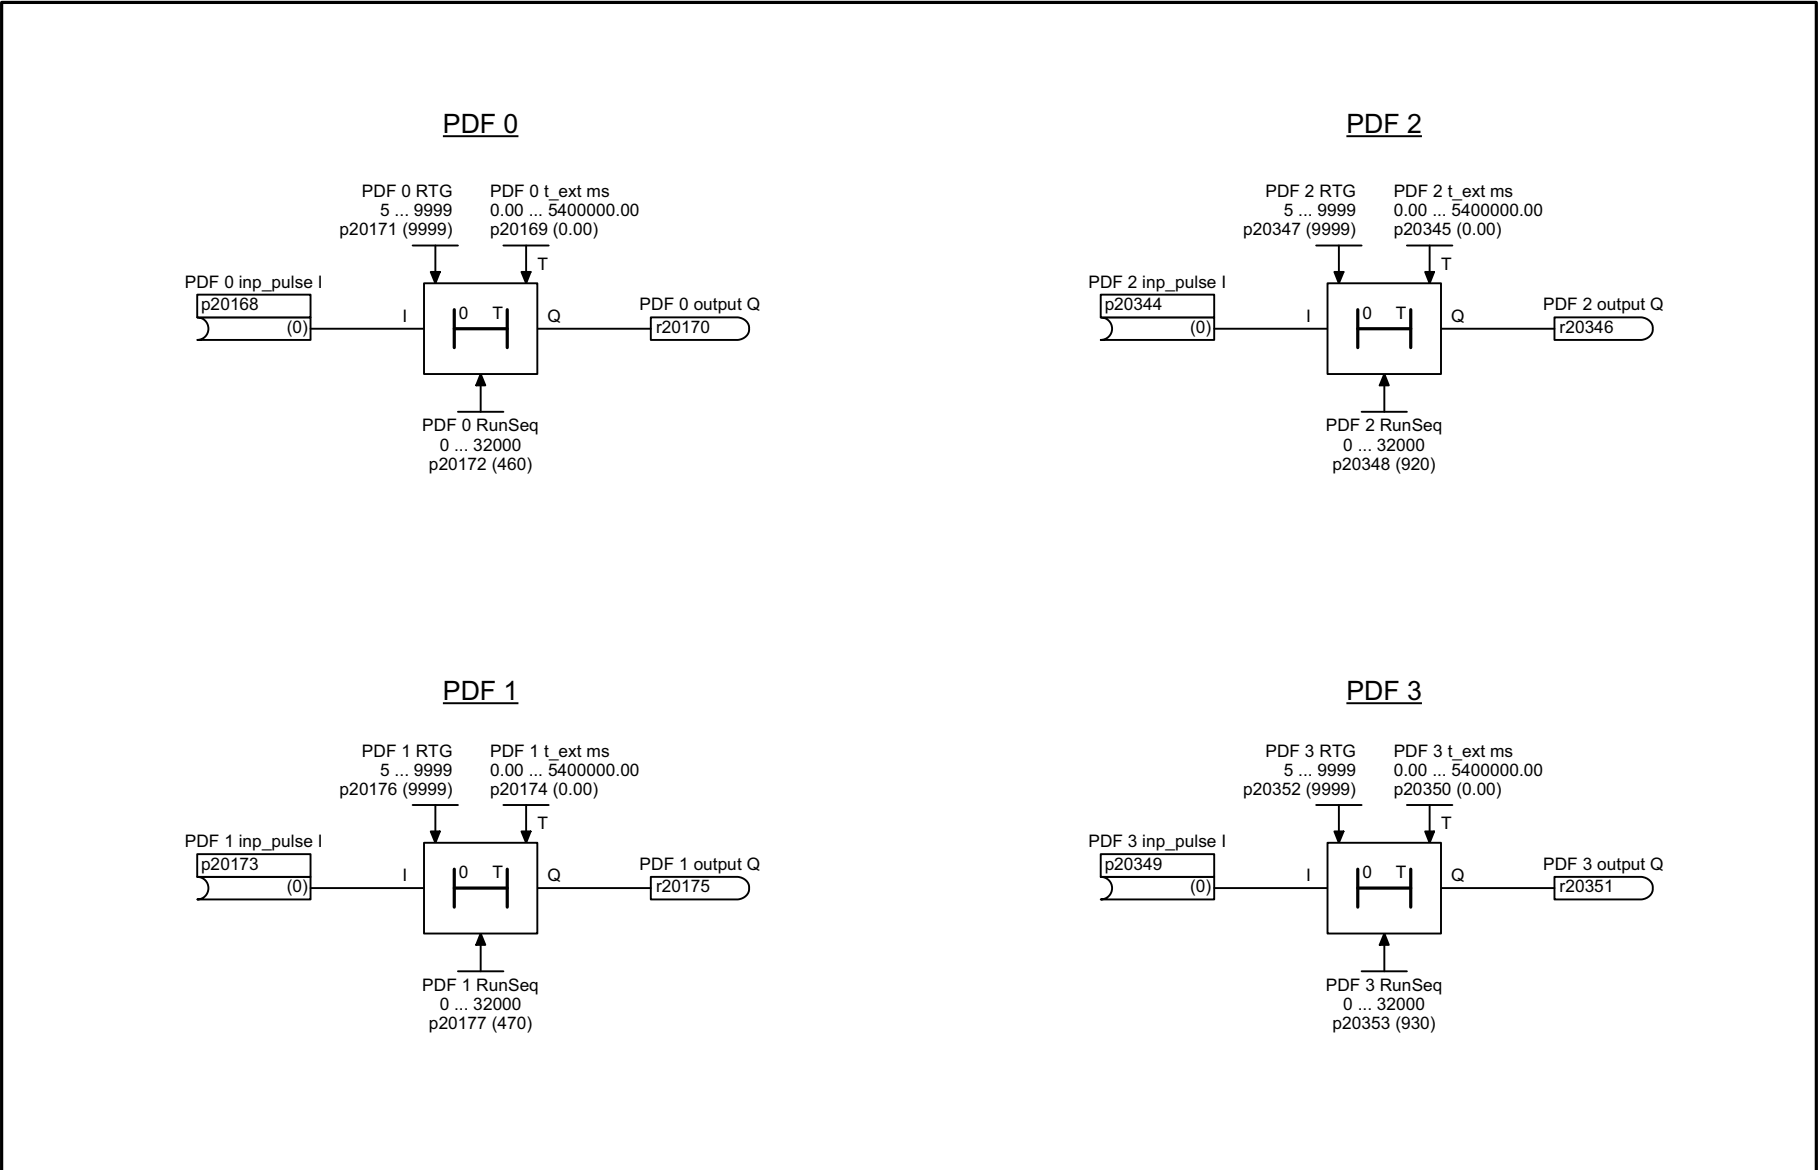 PDF 0
PDF 0 RTG
5 ... 9999
p20171 (9999)
PDF 0 t_ext ms
0.00 ... 5400000.00
p20169 (0.00)
T
PDF 0 inp_pulse I
p20168
(0)
I
0 T
Q
PDF 0 output Q
r20170
PDF 0 RunSeq
0 ... 32000
p20172 (460)
PDF 2
PDF 2 RTG
5 ... 9999
p20347 (9999)
PDF 2 t_ext ms
0.00 ... 5400000.00
p20345 (0.00)
T
PDF 2 inp_pulse I
p20344
(0)
I
0 T
Q
PDF 2 output Q
r20346
PDF 2 RunSeq
0 ... 32000
p20348 (920)
PDF 1
PDF 1 RTG
5 ... 9999
p20176 (9999)
PDF 1 t_ext ms
0.00 ... 5400000.00
p20174 (0.00)
T
PDF 1 inp_pulse I
p20173
(0)
I
0 T
Q
PDF 1 output Q
r20175
PDF 1 RunSeq
0 ... 32000
p20177 (470)
PDF 3
PDF 3 RTG
5 ... 9999
p20352 (9999)
PDF 3 t_ext ms
0.00 ... 5400000.00
p20350 (0.00)
T
PDF 3 inp_pulse I
p20349
(0)
I
0 T
Q
PDF 3 output Q
r20351
PDF 3 RunSeq
0 ... 32000
p20353 (930)